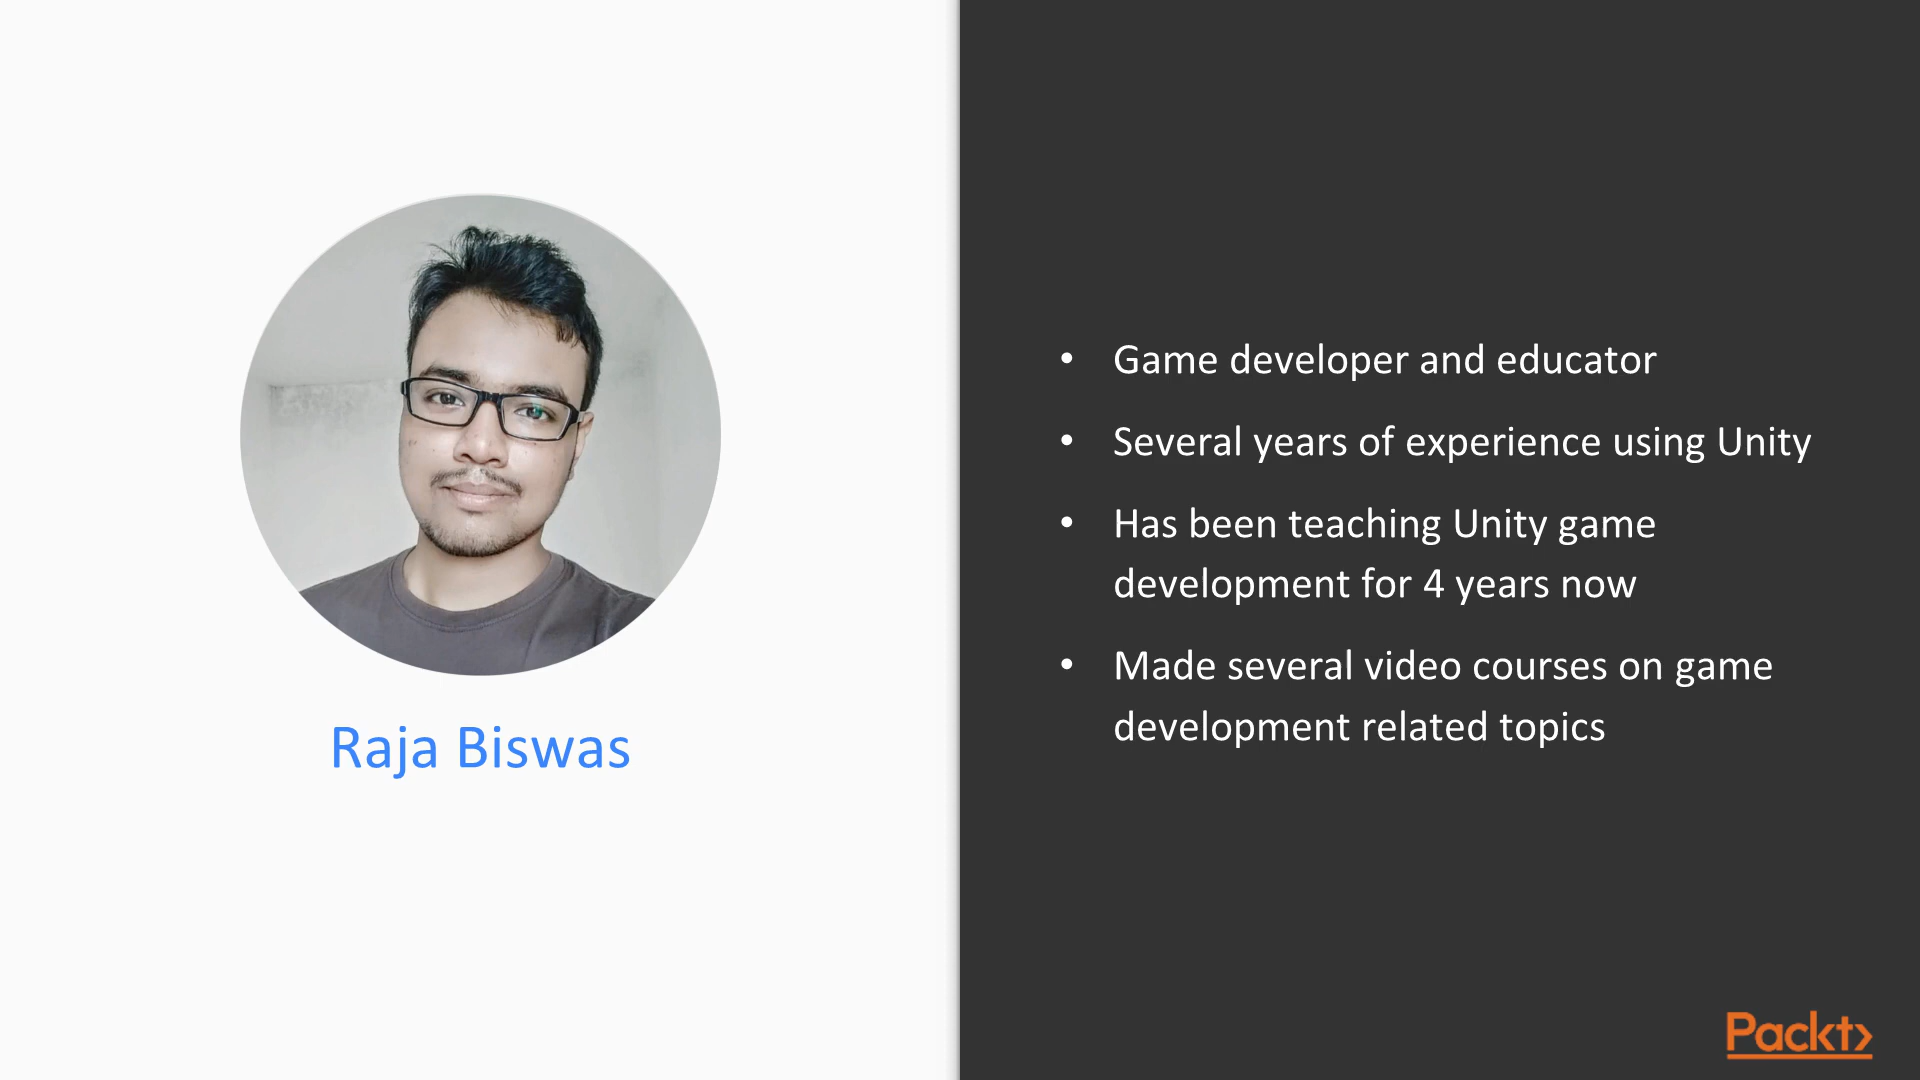 Raja Biswas
• Game developer and educator
• Several years of experience using Unity
• Has been teaching Unity game
development for 4 years now
• Made several video courses on game
development related topics
Packt